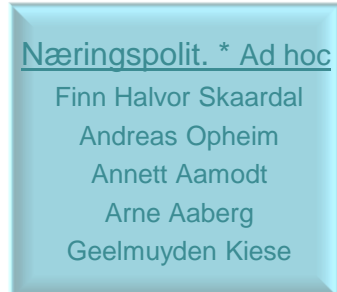 Næringspolit. * Ad hoc
Finn Halvor Skaardal
Andreas Opheim
Annett Aamodt
Arne Aaberg
Geelmuyden Kiese